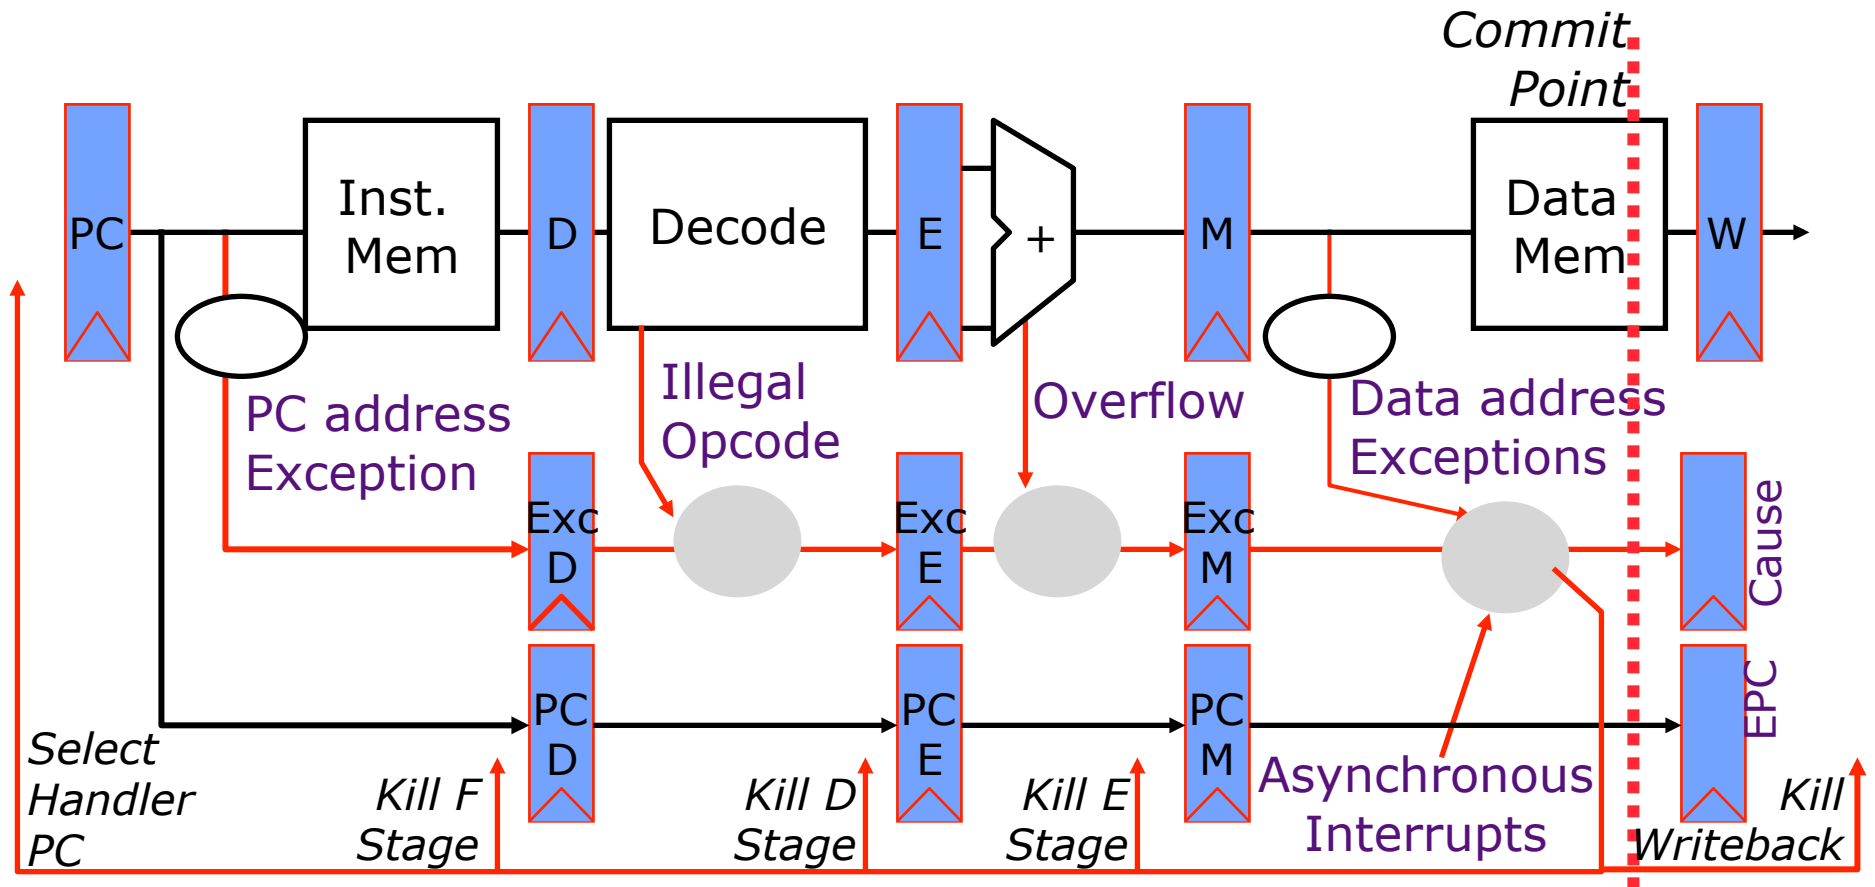 Commit
Point
PC
Inst.
Mem
D
Decode
E
+
M
Data
Mem
W
PC address
Exception
Illegal
Opcode
Overflow
Data address
Exceptions
Exc
D
Exc
E
Exc
M
Cause
PC
D
PC
E
PC
M
EPC
Select
Handler
PC
Kill F
Stage
Kill D
Stage
Kill E
Stage
Asynchronous
Interrupts
Kill
Writeback